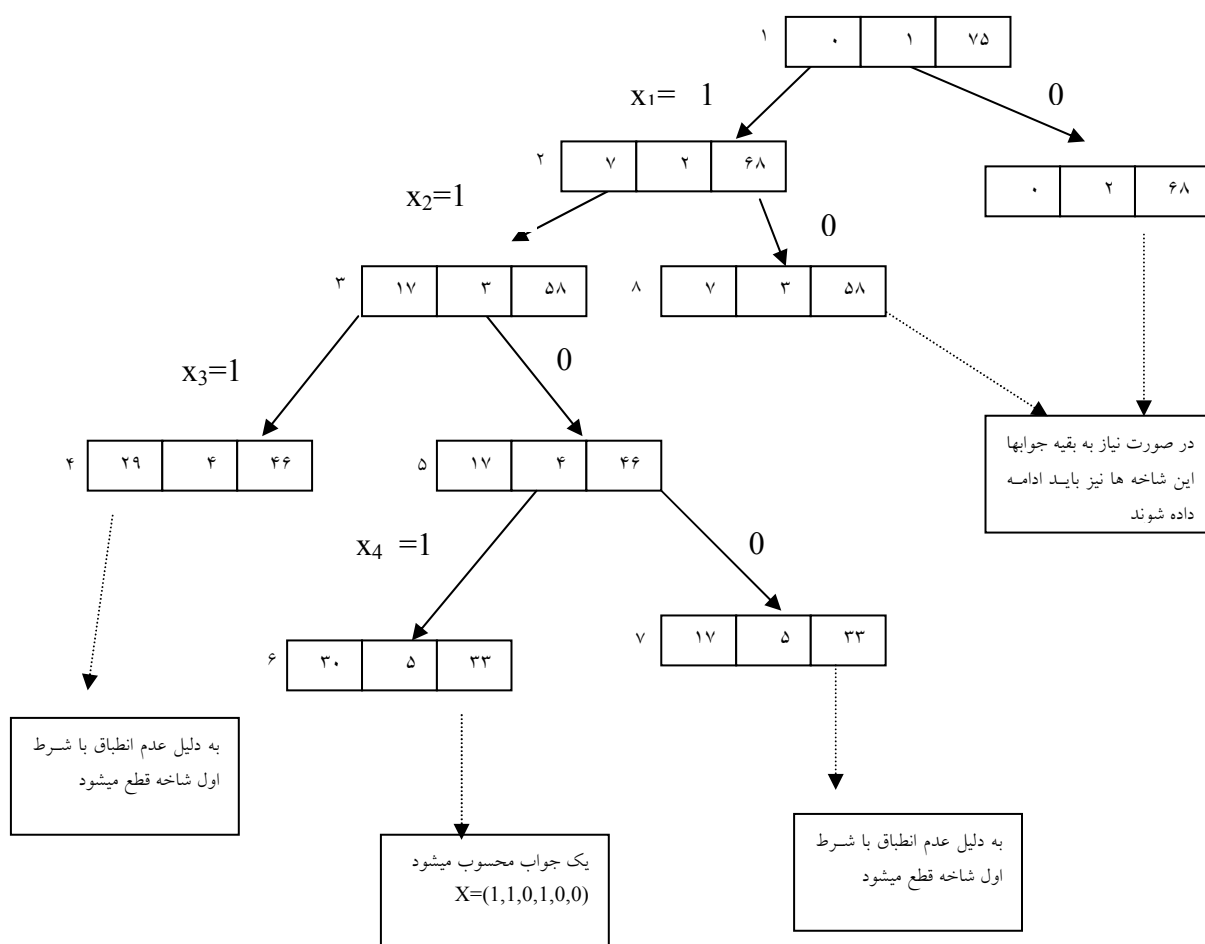 ۱ ۰ ۱ ۷۵
x₁= 1
0
۲ ۷ ۲ ۶۸
۰ ۲ ۶۸
x₂=1
0
۳ ۱۷ ۳ ۵۸
۸ ۷ ۳ ۵۸
x₃=1
0
۴ ۲۹ ۴ ۴۶
۵ ۱۷ ۴ ۴۶
در صورت نیاز به بقیه جوابها
این شاخه ها نیز باید ادامه
داده شوند
x₄ =1
0
۶ ۳۰ ۵ ۳۳
۷ ۱۷ ۵ ۳۳
به دلیل عدم انطباق با شرط
اول شاخه قطع میشود
یک جواب محسوب میشود
X=(1,1,0,1,0,0)
به دلیل عدم انطباق با شرط
اول شاخه قطع میشود